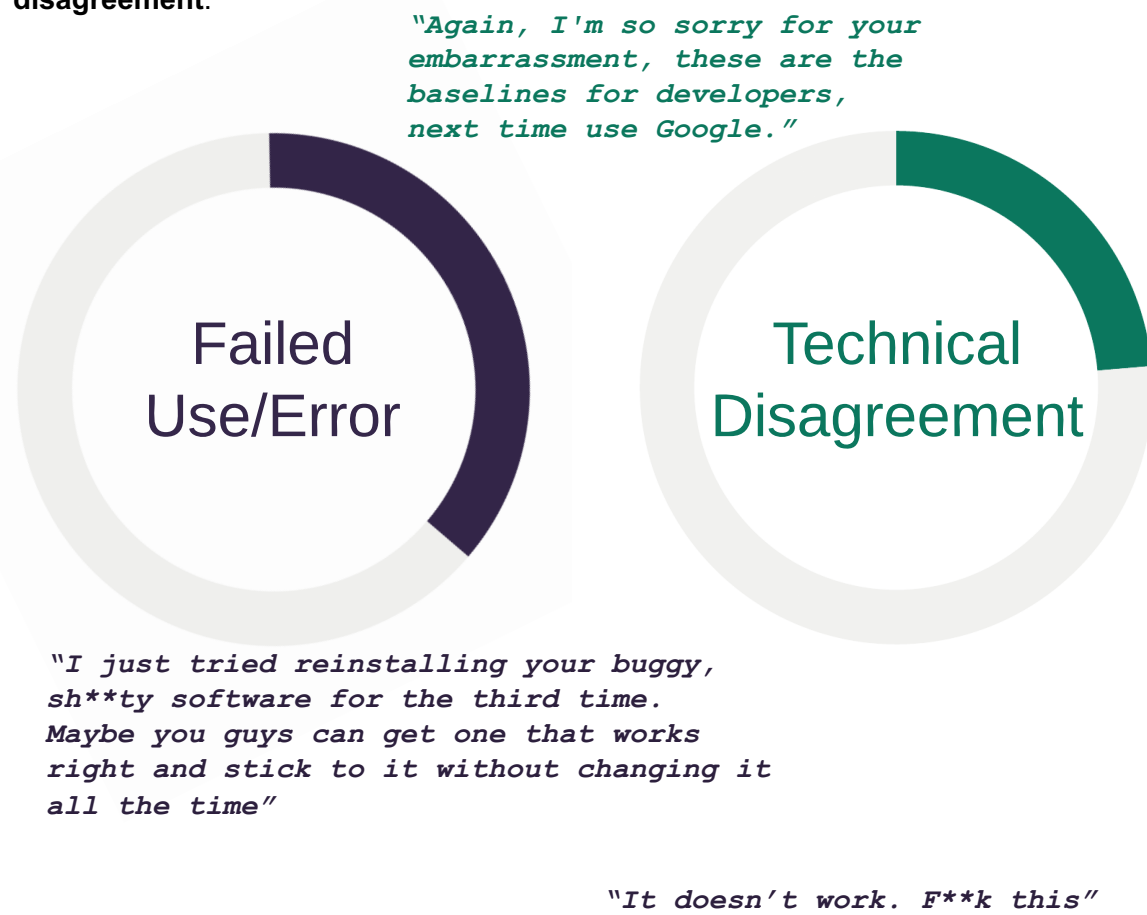 disagreement.
“Again, I'm so sorry for your
embarrassment, these are the
baselines for developers,
next time use Google.”
Failed
Use/Error
Technical
Disagreement
“I just tried reinstalling your buggy,
sh**ty software for the third time.
Maybe you guys can get one that works
right and stick to it without changing it
all the time”
“It doesn’t work. F**k this”